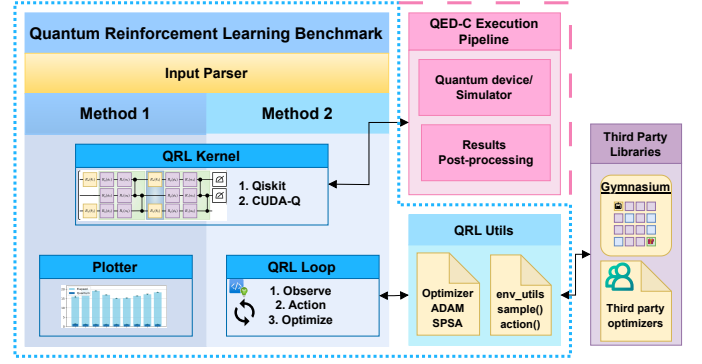 Quantum Reinforcement Learning Benchmark
Input Parser
Method 1
Method 2
QRL Kernel
1. Qiskit
2. CUDA-Q
Plotter
QRL Loop
1. Observe
2. Action
3. Optimize
QED-C Execution
Pipeline
Quantum device/
Simulator
Results
Post-processing
QRL Utils
Optimizer
ADAM
SPSA
env_utils
sample()
action()
Third Party
Libraries
Gymnasium
Third party
optimizers